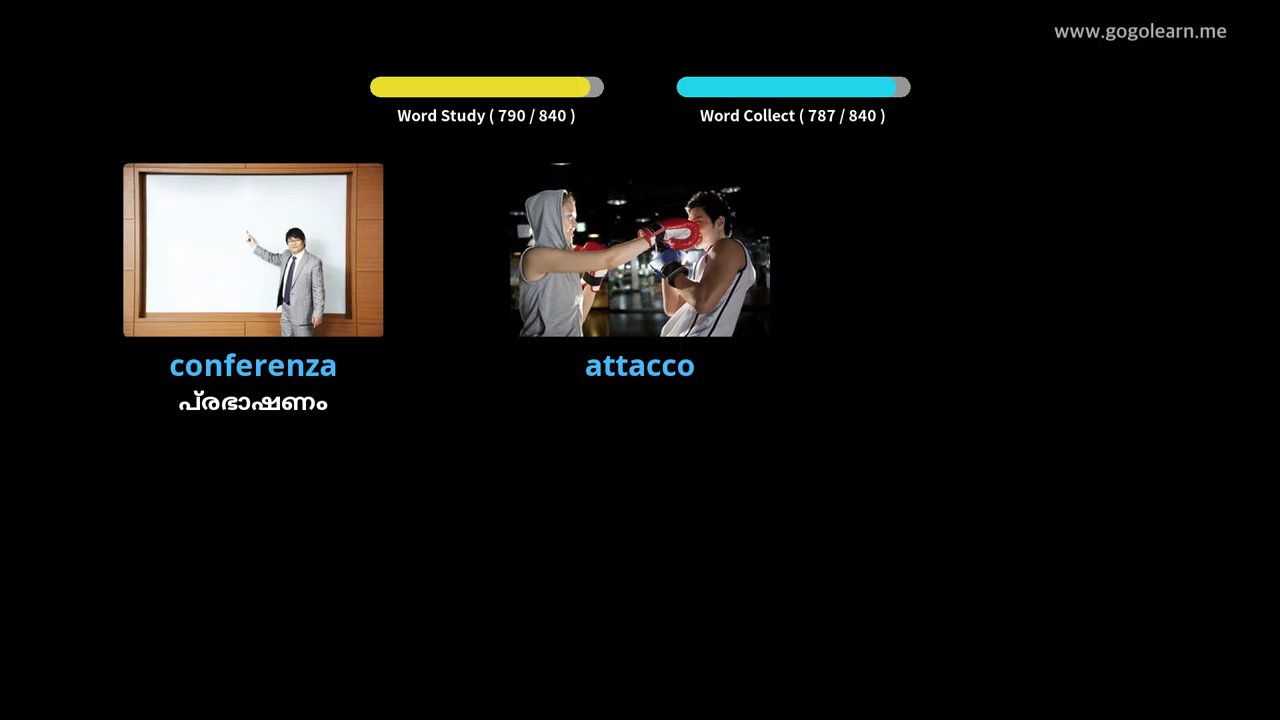 www.gogolearn.me
Word Study ( 790 / 840 )
Word Collect ( 787 / 840 )
conferenza
attacco
പ്രഭാഷണം